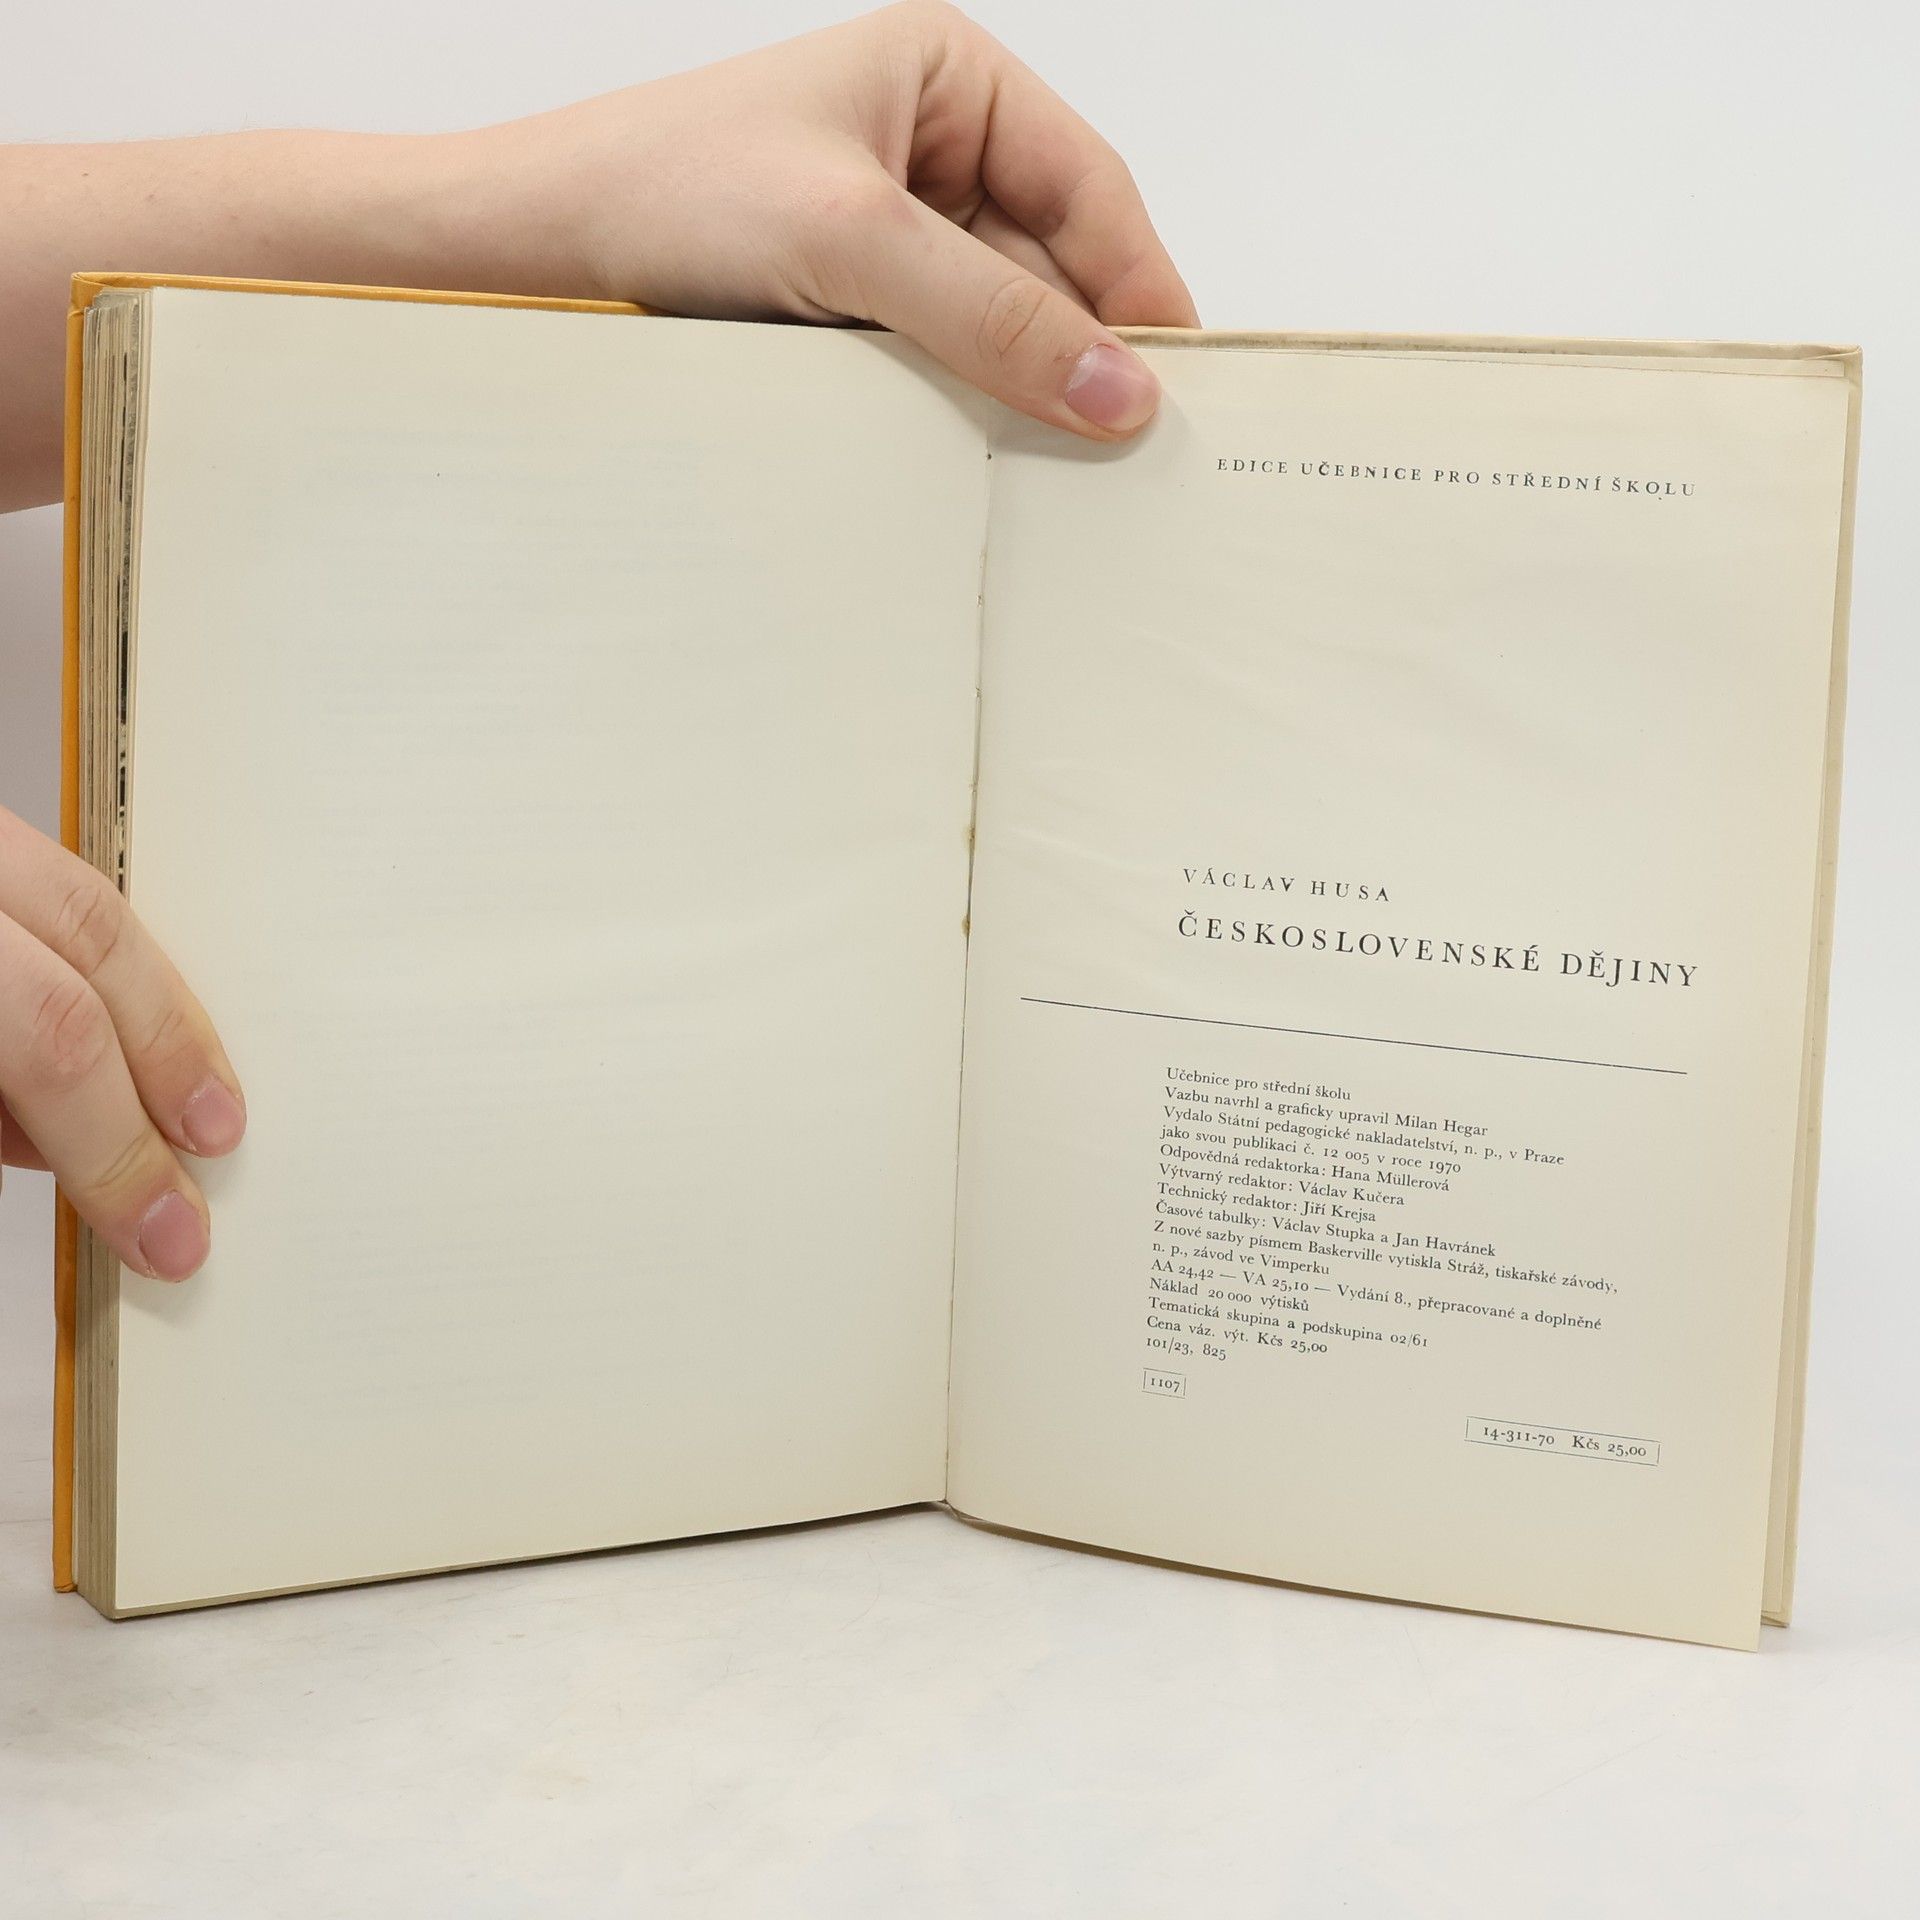 EDICE UČEBNICE PRO STŘEDNÍ ŠKOLU
VÁCLAV HUSA
ČESKOSLOVENSKÉ DĚJINY
Učebnice pro střední školu
Vazbu navrhl a graficky upravil Milan Hegar
Vydalo Státní pedagogické nakladatelství, n. p., v Praze
jako svou publikaci č. 12 005 v roce 1970
Odpovědná redaktorka: Hana Müllerová
Výtvarný redaktor: Václav Kučera
Technický redaktor: Jiří Krejsa
Časové tabulky: Václav Stupka a Jan Havránek
Z nové sazby písmem Baskerville vytiskla Stráž, tiskařské závody,
n. p., závod ve Vimperku
AA 24,42 — VA 25,10 — Vydání 8., přepracované a doplněné
Náklad 20 000 výtisků
Tematická skupina a podskupina 02/61
Cena váz. výt. Kčs 25,00
101/23, 825
1107
14-311-70 Kčs 25,00